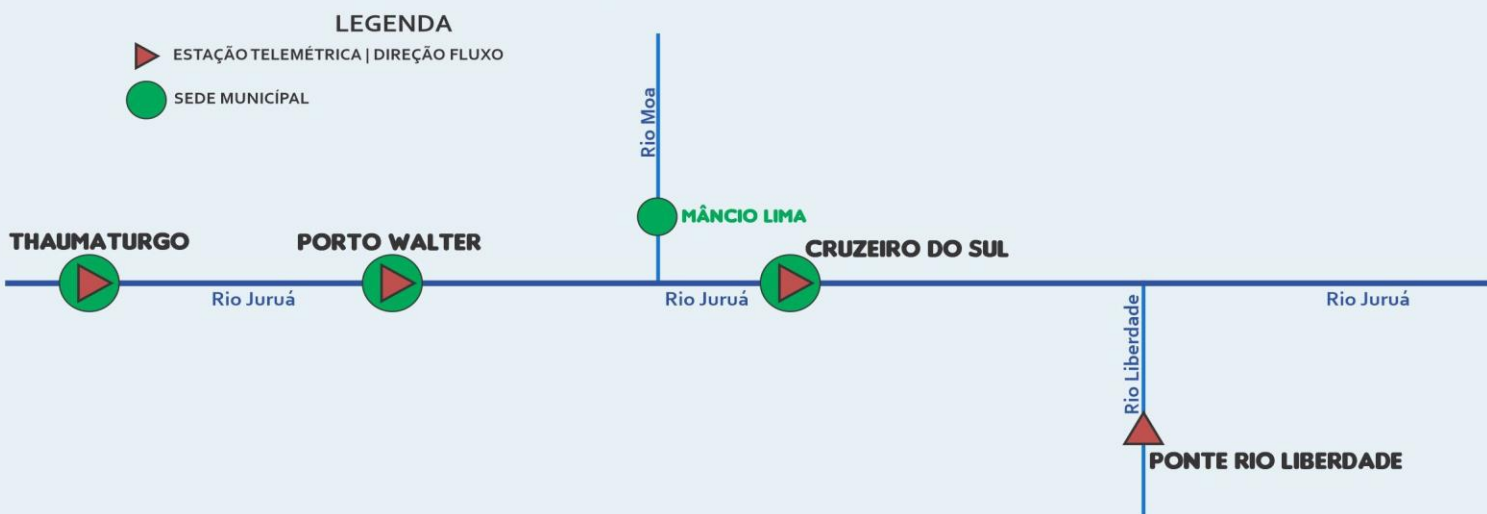 LEGENDA
ESTAÇÃO TELEMÉTRICA | DIREÇÃO FLUXO
SEDE MUNICÍPAL
Rio Moa
MÂNCIO LIMA
THAUMATURGO
PORTO WALTER
CRUZEIRO DO SUL
Rio Juruá
Rio Juruá
Rio Juruá
Rio Liberdade
PONTE RIO LIBERDADE